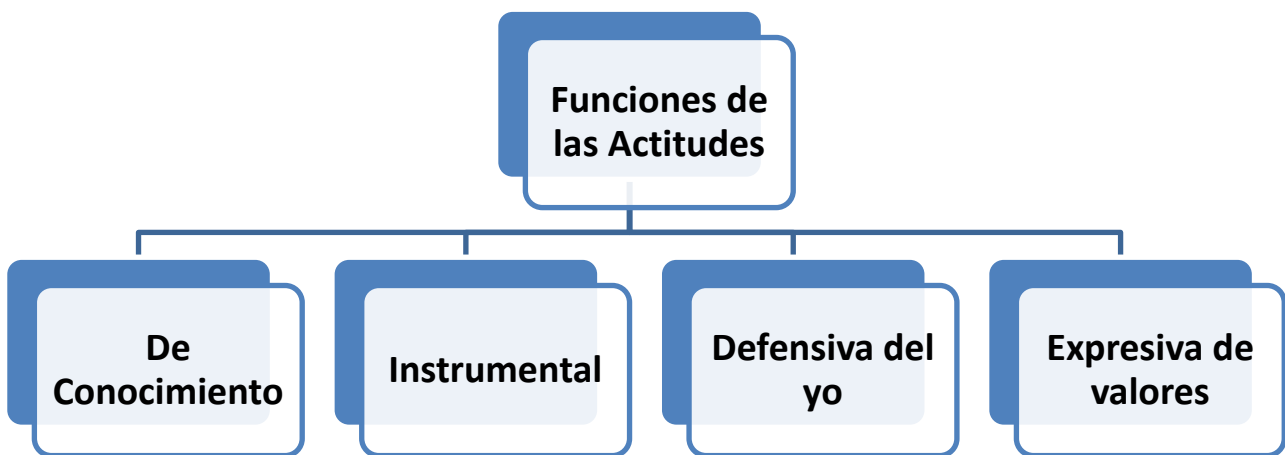 Funciones de
las Actitudes
De
Conocimiento
Instrumental
Defensiva del
yo
Expresiva de
valores